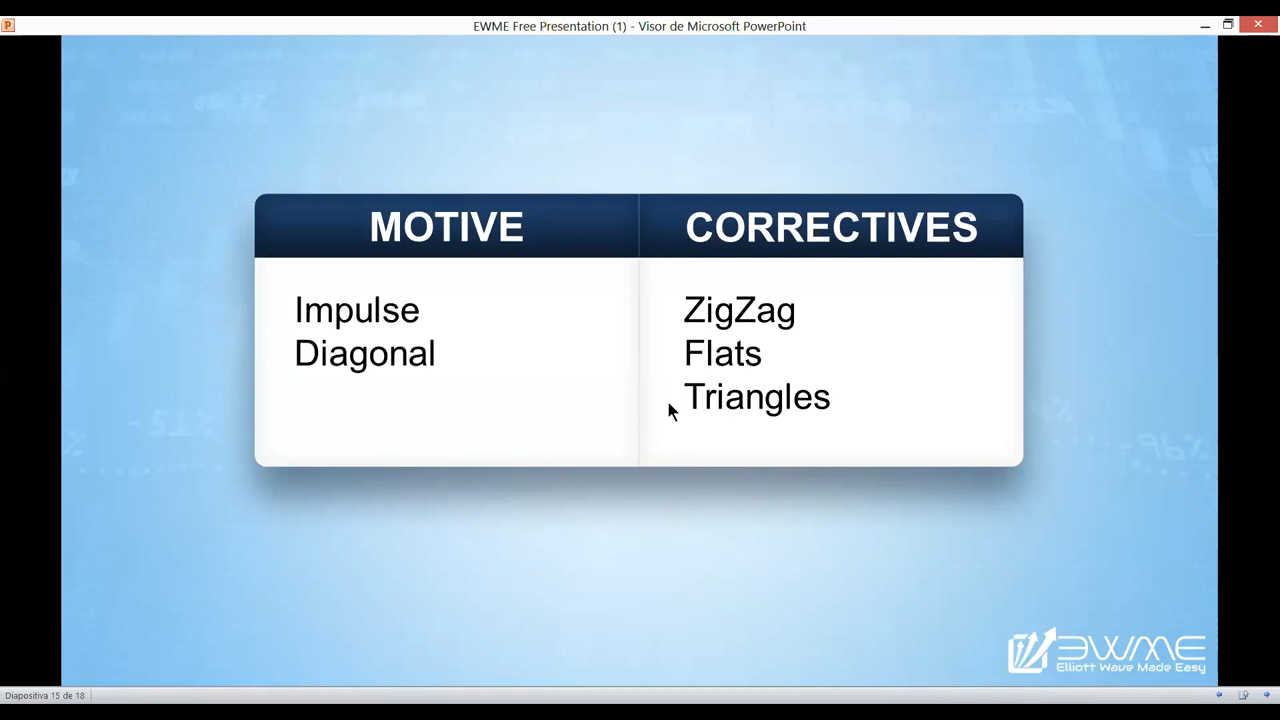 EWME Free Presentation (1) - Visor de Microsoft PowerPoint
MOTIVE
CORRECTIVES
Impulse
Diagonal
ZigZag
Flats
Triangles
EWME
Elliott Wave Made Easy
Diapositiva 15 de 18